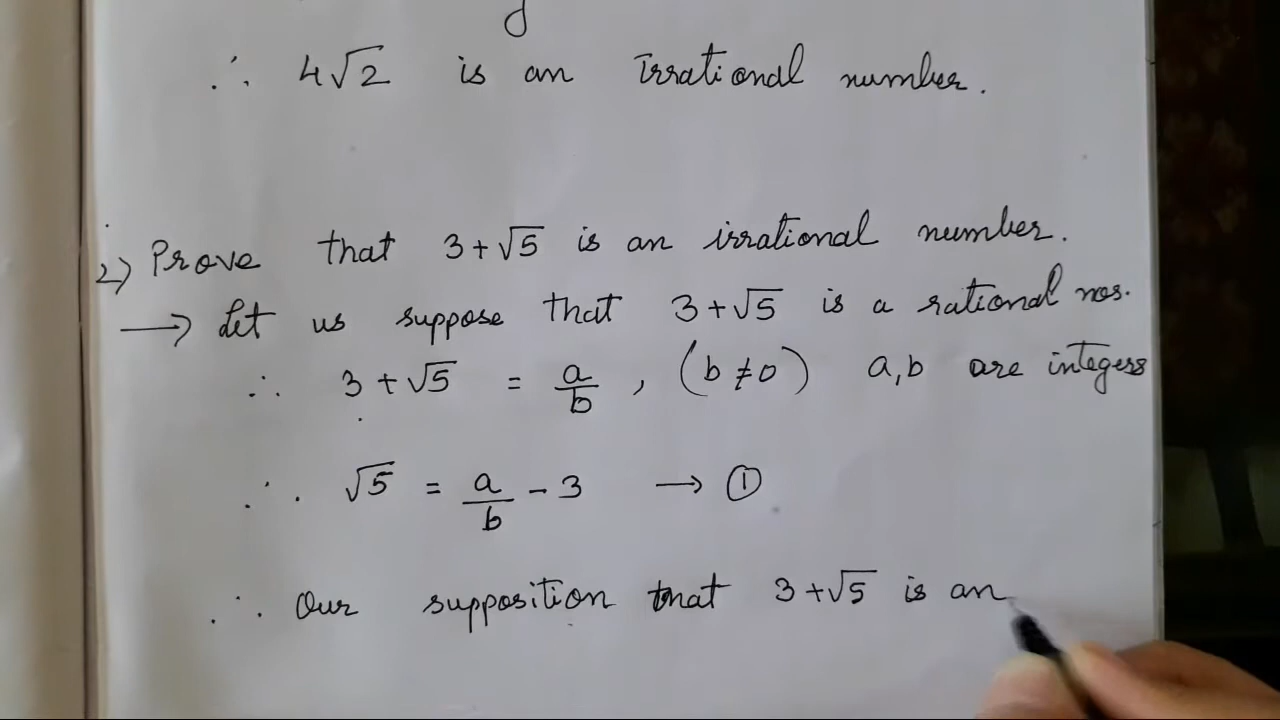 ∴ 4√2 is an irrational number.
2) Prove that 3+√5 is an irrational number.
→ Let us suppose that 3+√5 is a rational nos.
∴ 3+√5 = a/b , (b≠0) a,b are integers
∴ √5 = a/b - 3 → ①
∴ Our supposition that 3+√5 is an